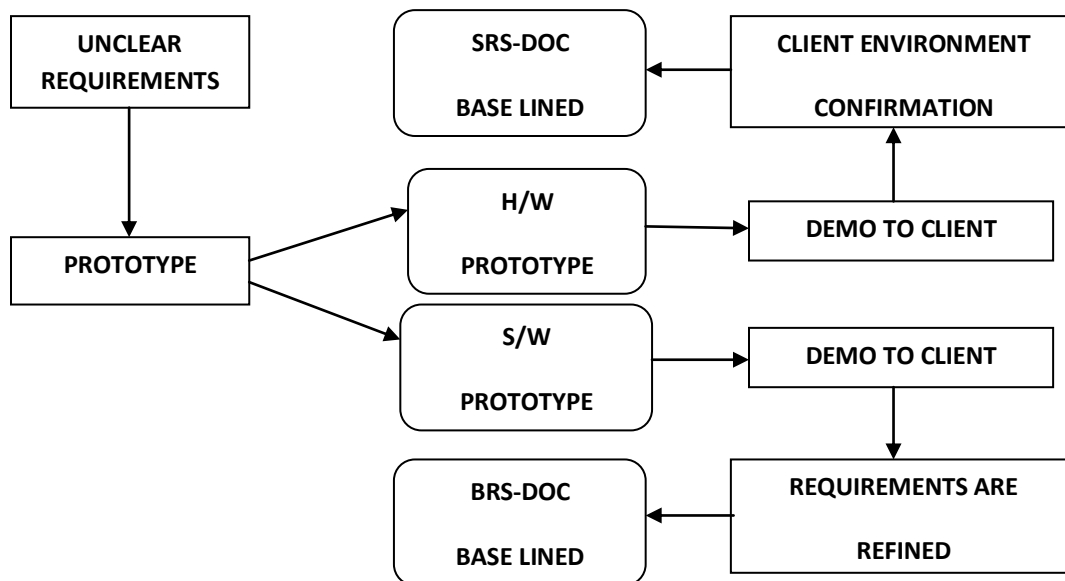 UNCLEAR
REQUIREMENTS
SRS-DOC
BASE LINED
CLIENT ENVIRONMENT
CONFIRMATION
PROTOTYPE
H/W
PROTOTYPE
DEMO TO CLIENT
S/W
PROTOTYPE
DEMO TO CLIENT
BRS-DOC
BASE LINED
REQUIREMENTS ARE
REFINED